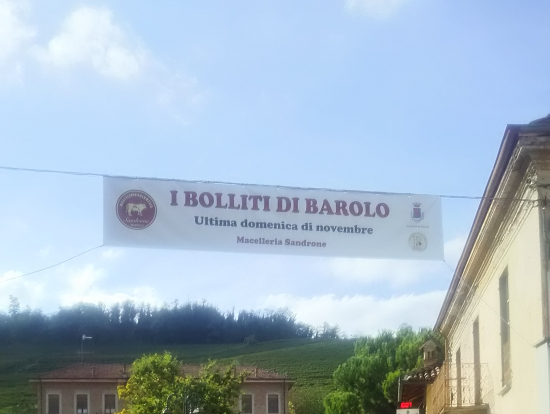 I BOLLITI DI BAROLO
Ultima domenica di novembre
Macelleria Sandrone